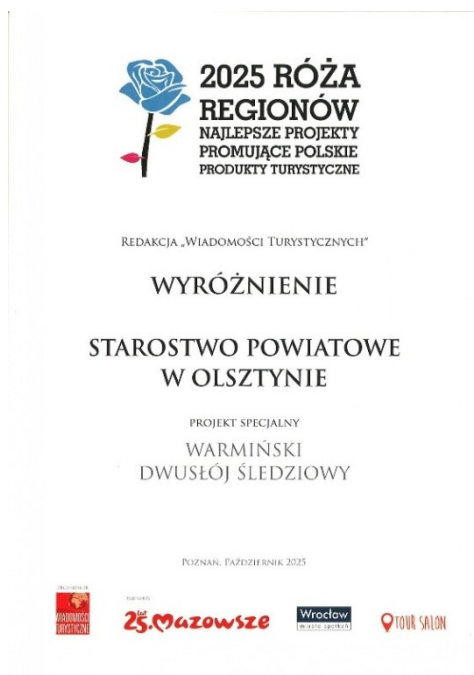 2025 RÓŻA
REGIONÓW
NAJLEPSZE PROJEKTY
PROMUJĄCE POLSKIE
PRODUKTY TURYSTYCZNE
REDAKCJA „WIADOMOŚCI TURYSTYCZNYCH"
WYRÓŻNIENIE
STAROSTWO POWIATOWE
W OLSZTYNIE
PROJEKT SPECJALNY
WARMIŃSKI
DWUSŁÓJ ŚLEDZIOWY
POZNAŃ, PAŹDZIERNIK 2025
WIADOMOŚCI
TURYSTYCZNE
25 lat Mazowsze
Wrocław
miasto spotkań
TOUR SALON